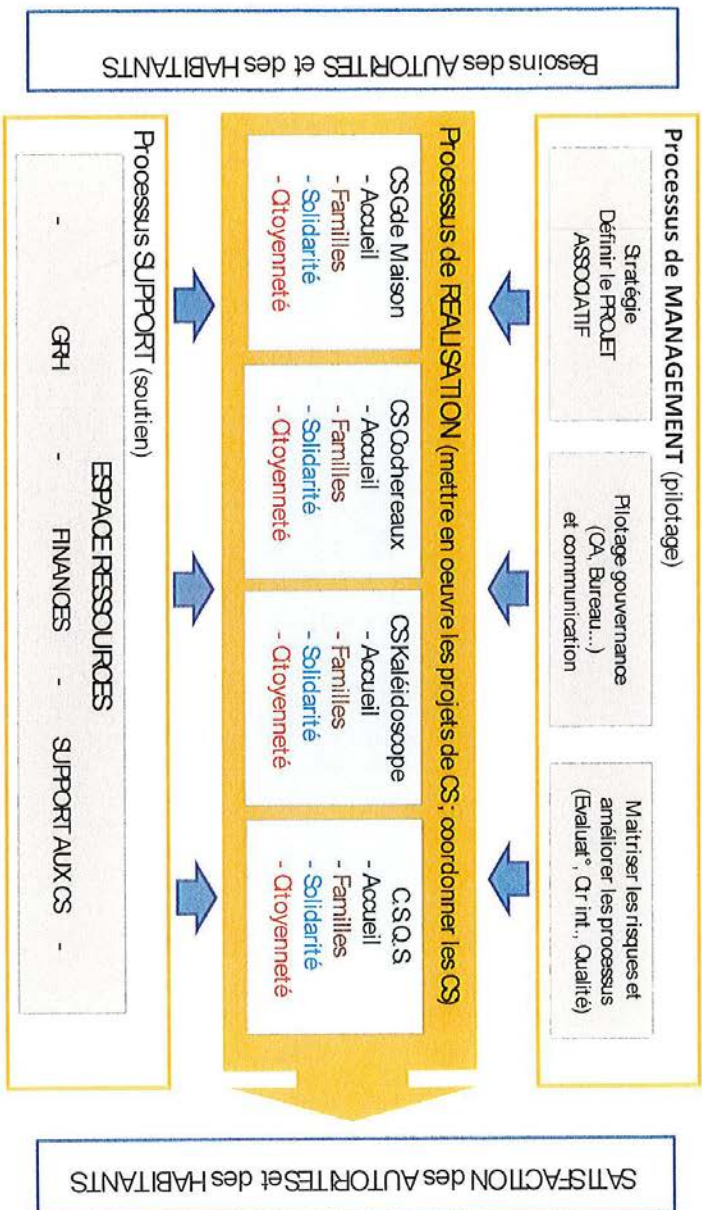 Besoins des AUTORITES et des HABITANTS
Processus de MANAGEMENT (pilotage)
Stratégie
Définir le PROJET
ASSOCIATIF
Pilotage gouvernance
(CA, Bureau...)
et communication
Maitriser les risques et
améliorer les processus
(Evaluat°, Ctr int., Qualité)
Processus de REALISATION (mettre en oeuvre les projets de CS ; coordonner les CS)
CS Gde Maison
- Accueil
- Familles
- Solidarité
- Citoyenneté
CS Cochereaux
- Accueil
- Familles
- Solidarité
- Citoyenneté
CS Kaléidoscope
- Accueil
- Familles
- Solidarité
- Citoyenneté
C.S.Q.S.
- Accueil
- Familles
- Solidarité
- Citoyenneté
Processus SUPPORT (soutien)
ESPACE RESSOURCES
- GRH - FINANCES - SUPPORT AUX CS -
SATISFACTION des AUTORITES et des HABITANTS